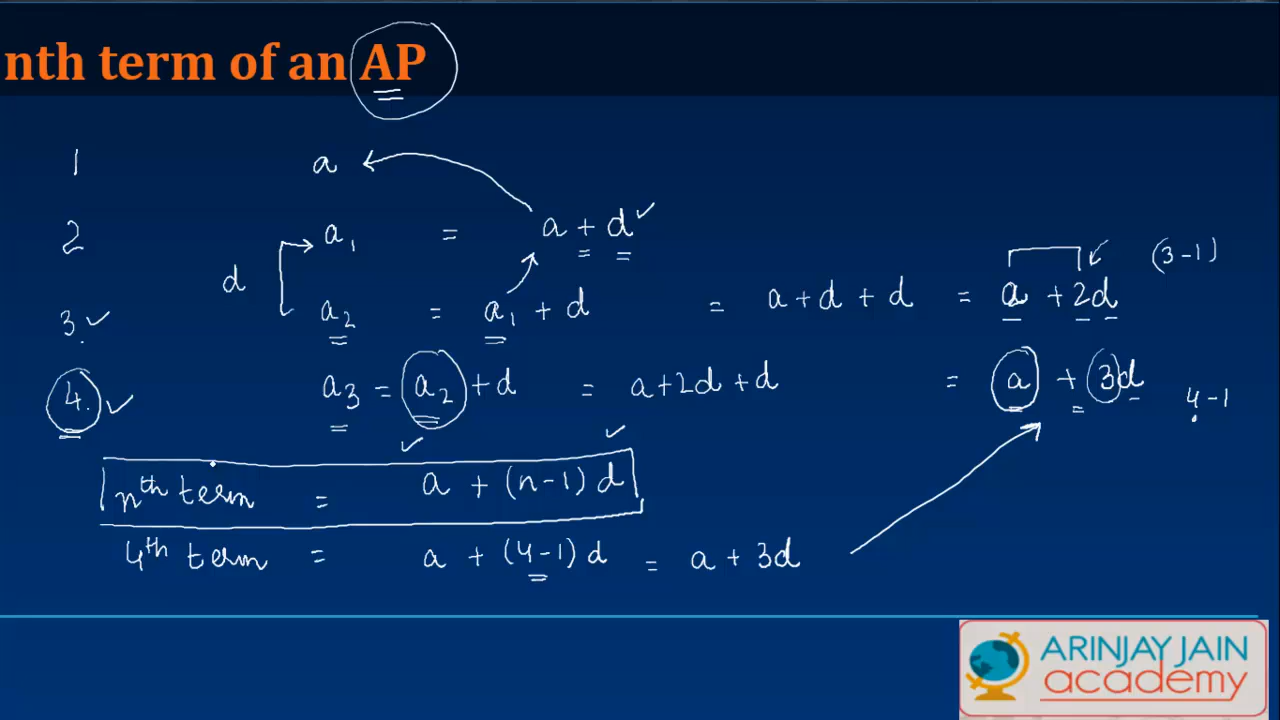 nth term of an AP
1 a
2 a₁ = a + d ✓
d
3. ✓ a₂ = a₁ + d = a + d + d = a + 2d (3-1)
4. ✓ a₃ = a₂ + d = a + 2d + d = a + 3d 4-1
✓ ✓
nᵗʰ term = a + (n-1) d
4ᵗʰ term = a + (4-1) d = a + 3d
ARINJAY JAIN
academy